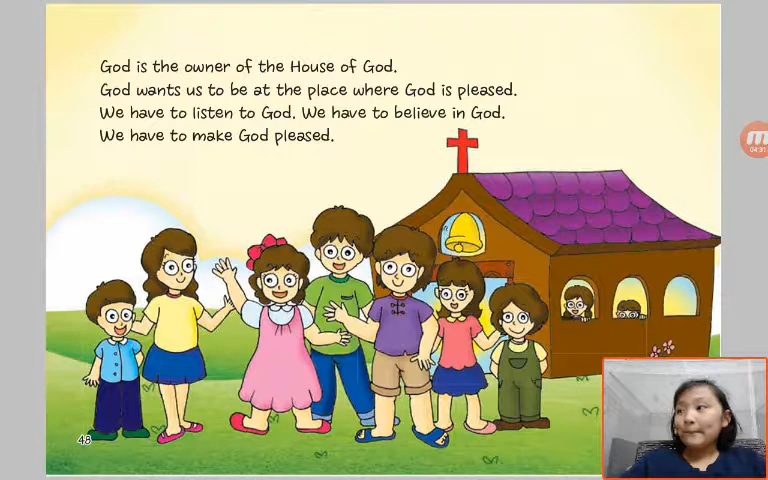 God is the owner of the House of God.
God wants us to be at the place where God is pleased.
We have to listen to God. We have to believe in God.
We have to make God pleased.
48
04:31